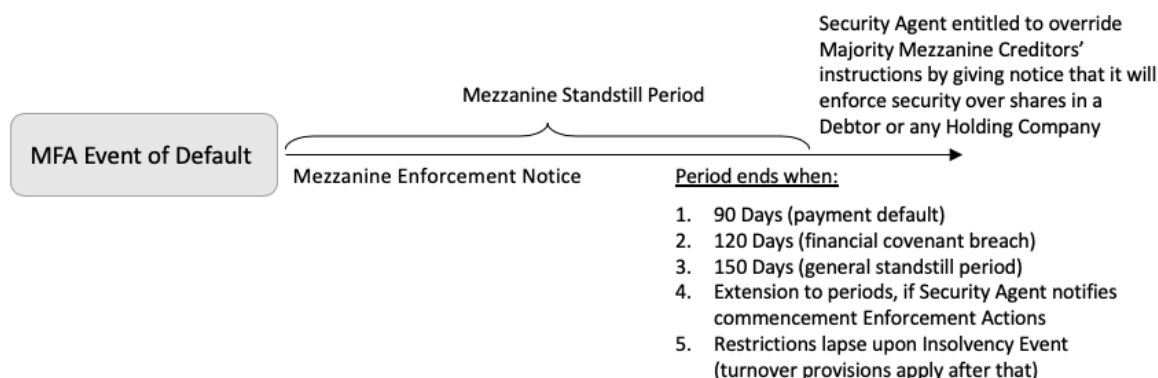 Security Agent entitled to override
Majority Mezzanine Creditors’
instructions by giving notice that it will
enforce security over shares in a
Debtor or any Holding Company
Mezzanine Standstill Period
MFA Event of Default
Mezzanine Enforcement Notice
Period ends when:
1. 90 Days (payment default)
2. 120 Days (financial covenant breach)
3. 150 Days (general standstill period)
4. Extension to periods, if Security Agent notifies
commencement Enforcement Actions
5. Restrictions lapse upon Insolvency Event
(turnover provisions apply after that)